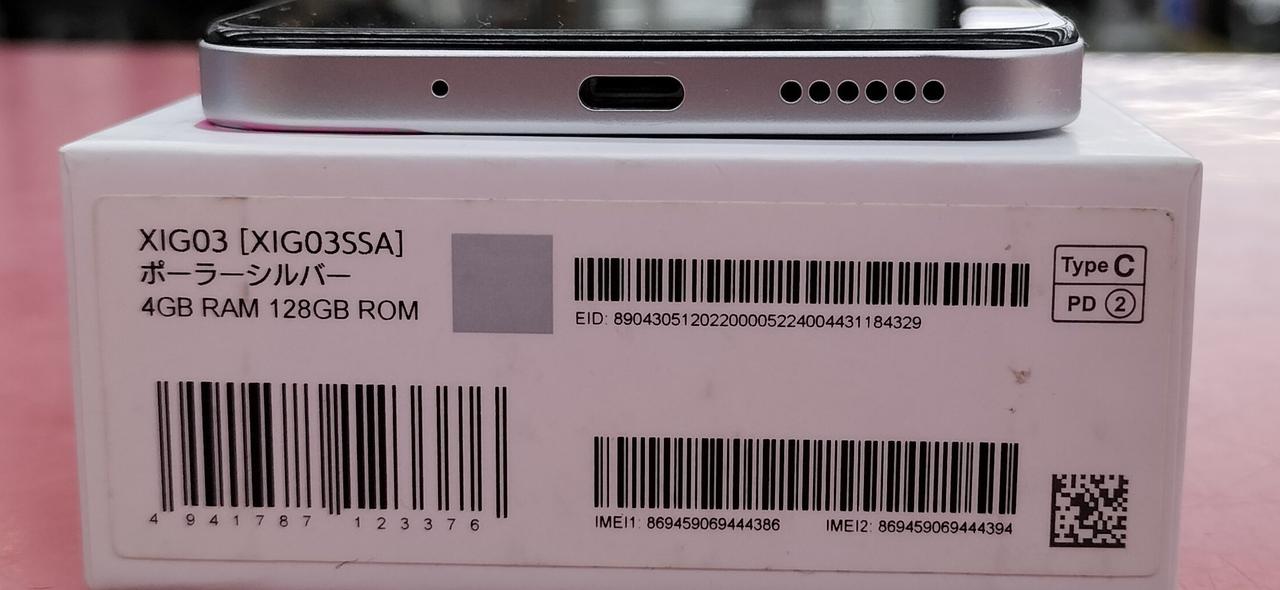 XIG03 [XIG03SSA]
ポーラーシルバー
4GB RAM 128GB ROM
EID: 89043051202200005224004431184329
Type C
PD ②
4 941787 123376
IMEI1: 869459069444386 IMEI2: 869459069444394